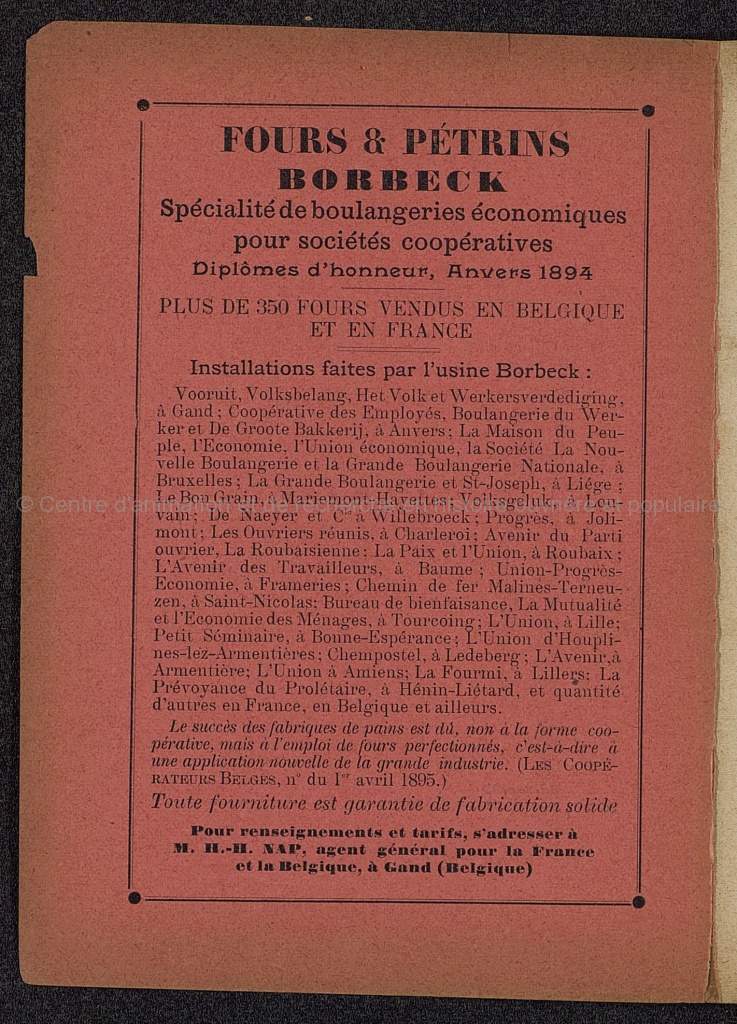 FOURS & PÉTRINS
BORBECK
Spécialité de boulangeries économiques
pour sociétés coopératives
Diplômes d'honneur, Anvers 1894
PLUS DE 350 FOURS VENDUS EN BELGIQUE
ET EN FRANCE
Installations faites par l'usine Borbeck :
Vooruit, Volksbelang, Het Volk et Werkersverdediging,
à Gand ; Coopérative des Employés, Boulangerie du Wer-
ker et De Groote Bakkerij, à Anvers; La Maison du Peu-
ple, l'Economie, l'Union économique, la Société La Nou-
velle Boulangerie et la Grande Boulangerie Nationale, à
Bruxelles ; La Grande Boulangerie et St-Joseph, à Liége ;
Le Bon Grain, à Mariemont-Hayettes; Volksgeluk, à Lou-
vain; De Naeyer et Cie à Willebroeck; Progrès, à Joli-
mont; Les Ouvriers réunis, à Charleroi; Avenir du Parti
ouvrier, La Roubaisienne; La Paix et l'Union, à Roubaix ;
L'Avenir des Travailleurs, à Baume ; Union-Progrès-
Economie, à Frameries ; Chemin de fer Malines-Terneu-
zen, à Saint-Nicolas; Bureau de bienfaisance, La Mutualité
et l'Economie des Ménages, à Tourcoing; L'Union, à Lille;
Petit Séminaire, à Bonne-Espérance; L'Union d'Houpli-
nes-lez-Armentières; Chempostel, à Ledeberg; L'Avenir,à
Armentière; L'Union à Amiens; La Fourmi, à Lillers; La
Prévoyance du Prolétaire, à Hénin-Liétard, et quantité
d'autres en France, en Belgique et ailleurs.
Le succès des fabriques de pains est dû, non à la forme coo-
pérative, mais à l'emploi de fours perfectionnés, c'est-à-dire à
une application nouvelle de la grande industrie. (LES COOPÉ-
RATEURS BELGES, n° du 1er avril 1895.)
Toute fourniture est garantie de fabrication solide
Pour renseignements et tarifs, s'adresser à
M. H.-H. NAP, agent général pour la France
et la Belgique, à Gand (Belgique)
© Centre d'animation et de recherche en histoire ouvrière et populaire